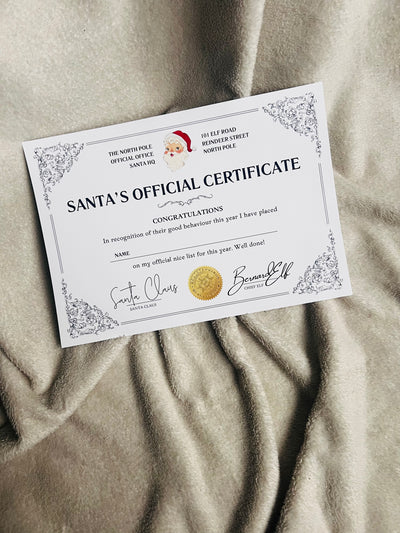 THE NORTH POLE
OFFICIAL OFFICE
SANTA HQ
101 ELF ROAD
REINDEER STREET
NORTH POLE
SANTA'S OFFICIAL CERTIFICATE
CONGRATULATIONS
In recognition of their good behaviour this year I have placed
NAME
on my official nice list for this year. Well done!
Santa Claus
SANTA CLAUS
Bernard Elf
CHIEF ELF